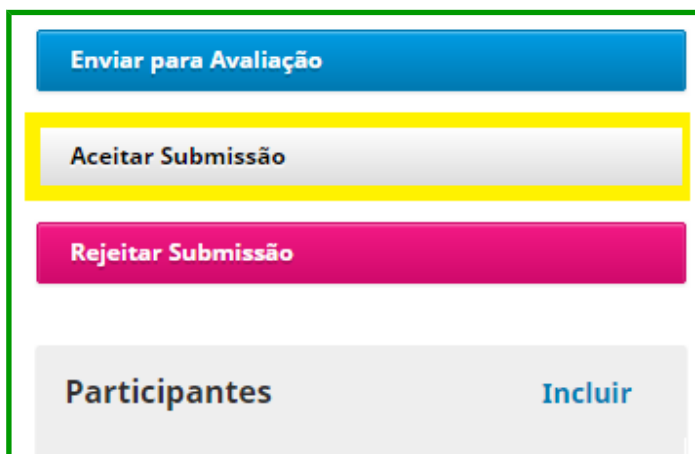 Enviar para Avaliação
Aceitar Submissão
Rejeitar Submissão
Participantes Incluir